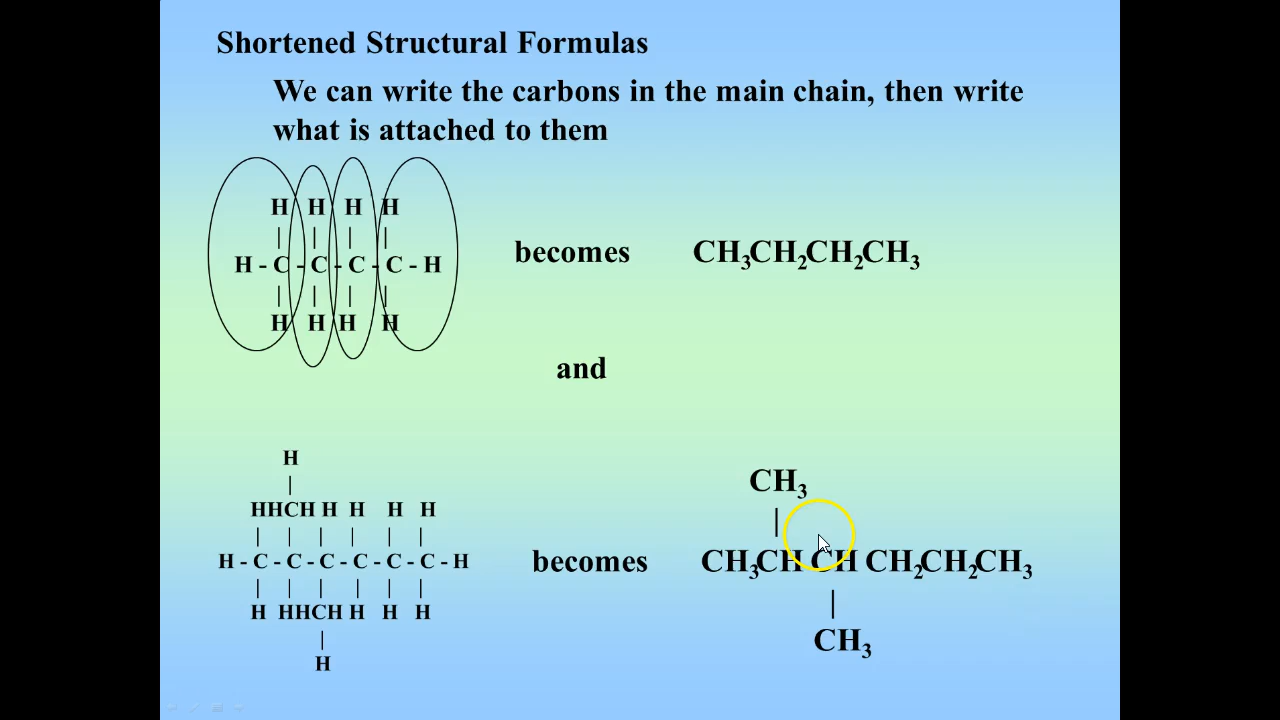 Shortened Structural Formulas
We can write the carbons in the main chain, then write
what is attached to them
H H H H
| | | |
H - C - C - C - C - H
| | | |
H H H H
becomes CH₃CH₂CH₂CH₃
and
H
|
HHCH H H H H
| | | | | |
H - C - C - C - C - C - C - H
| | | | | |
H HHCH H H H
|
H
becomes
CH₃
|
CH₃CH CH CH₂CH₂CH₃
|
CH₃